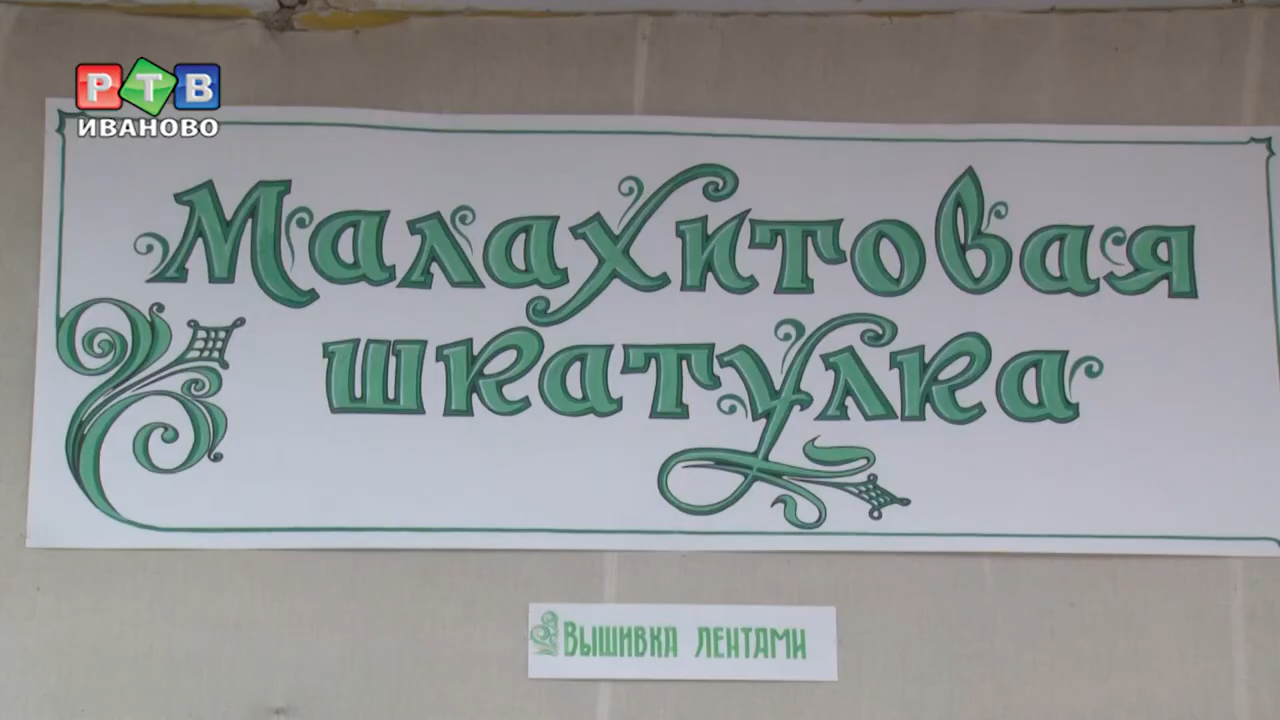 РТВ
ИВАНОВО
Малахитовая
шкатулка
Вышивка лентами